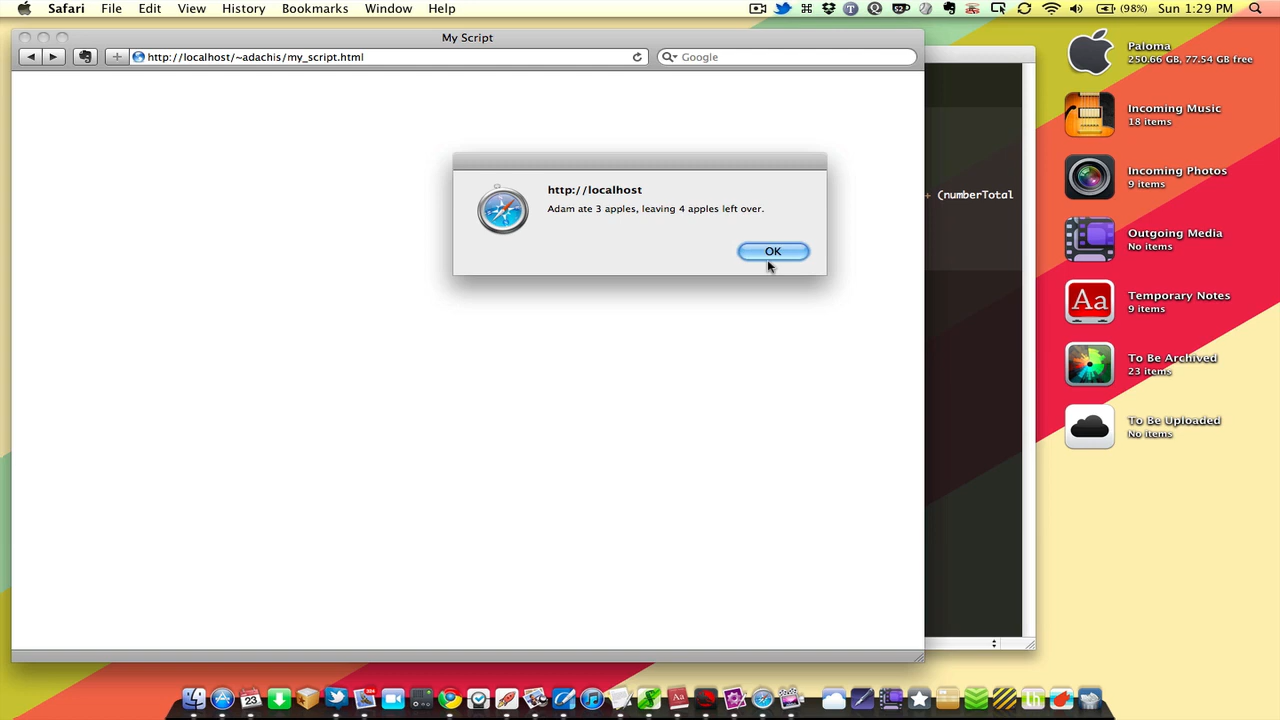 Safari File Edit View History Bookmarks Window Help (98%) Sun 1:29 PM
My Script
http://localhost/~adachis/my_script.html
Google
http://localhost
Adam ate 3 apples, leaving 4 apples left over.
OK
+ (numberTotal
Paloma
250.66 GB, 77.54 GB free
Incoming Music
18 items
Incoming Photos
9 items
Outgoing Media
No items
Aa
Temporary Notes
9 items
To Be Archived
23 items
To Be Uploaded
No items